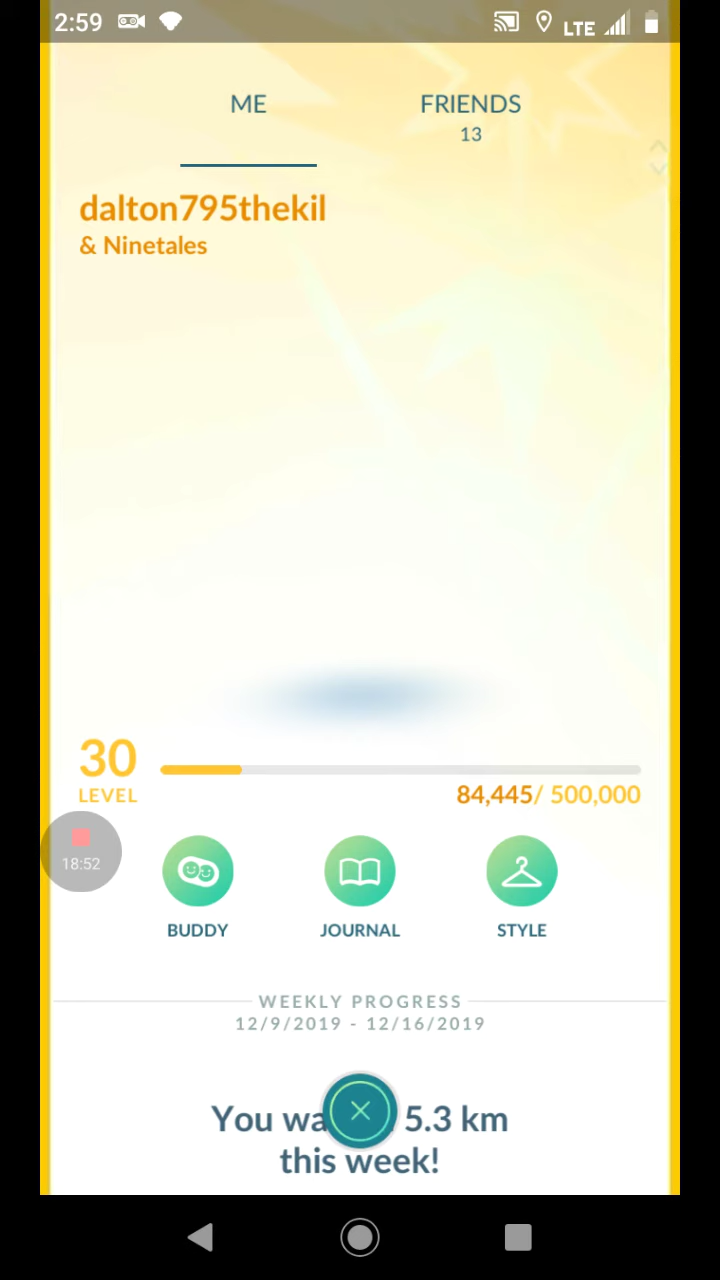 2:59 LTE
ME FRIENDS
13
dalton795thekil
& Ninetales
30
LEVEL
84,445/ 500,000
18:52
BUDDY JOURNAL STYLE
WEEKLY PROGRESS
12/9/2019 - 12/16/2019
You wa 5.3 km
this week!